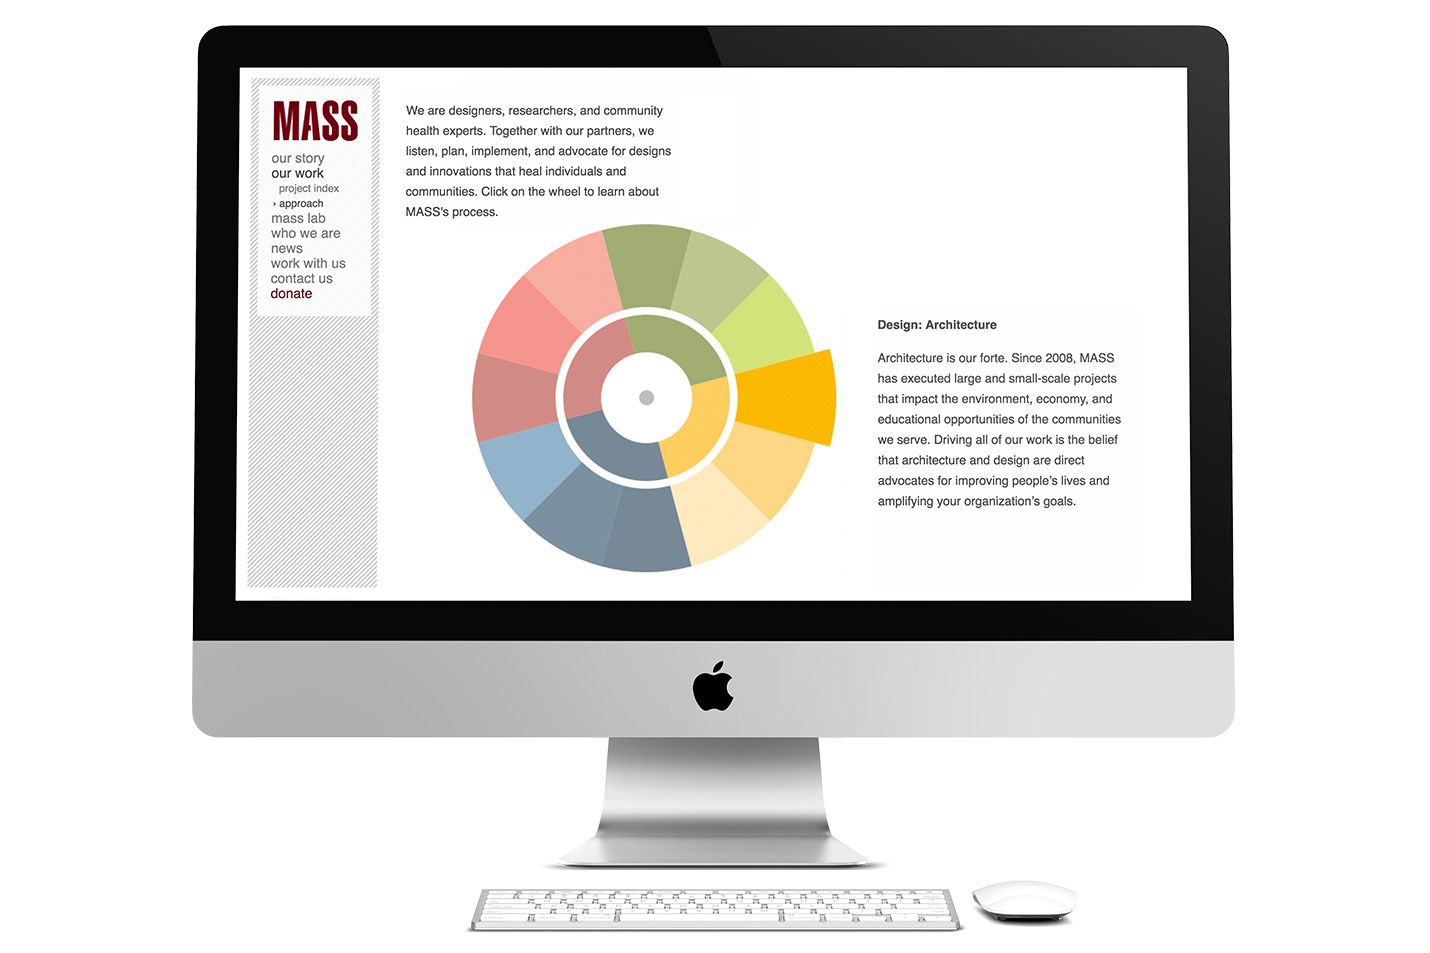 MASS
our story
our work
project index
› approach
mass lab
who we are
news
work with us
contact us
donate
We are designers, researchers, and community
health experts. Together with our partners, we
listen, plan, implement, and advocate for designs
and innovations that heal individuals and
communities. Click on the wheel to learn about
MASS's process.
Design: Architecture
Architecture is our forte. Since 2008, MASS
has executed large and small-scale projects
that impact the environment, economy, and
educational opportunities of the communities
we serve. Driving all of our work is the belief
that architecture and design are direct
advocates for improving people’s lives and
amplifying your organization’s goals.